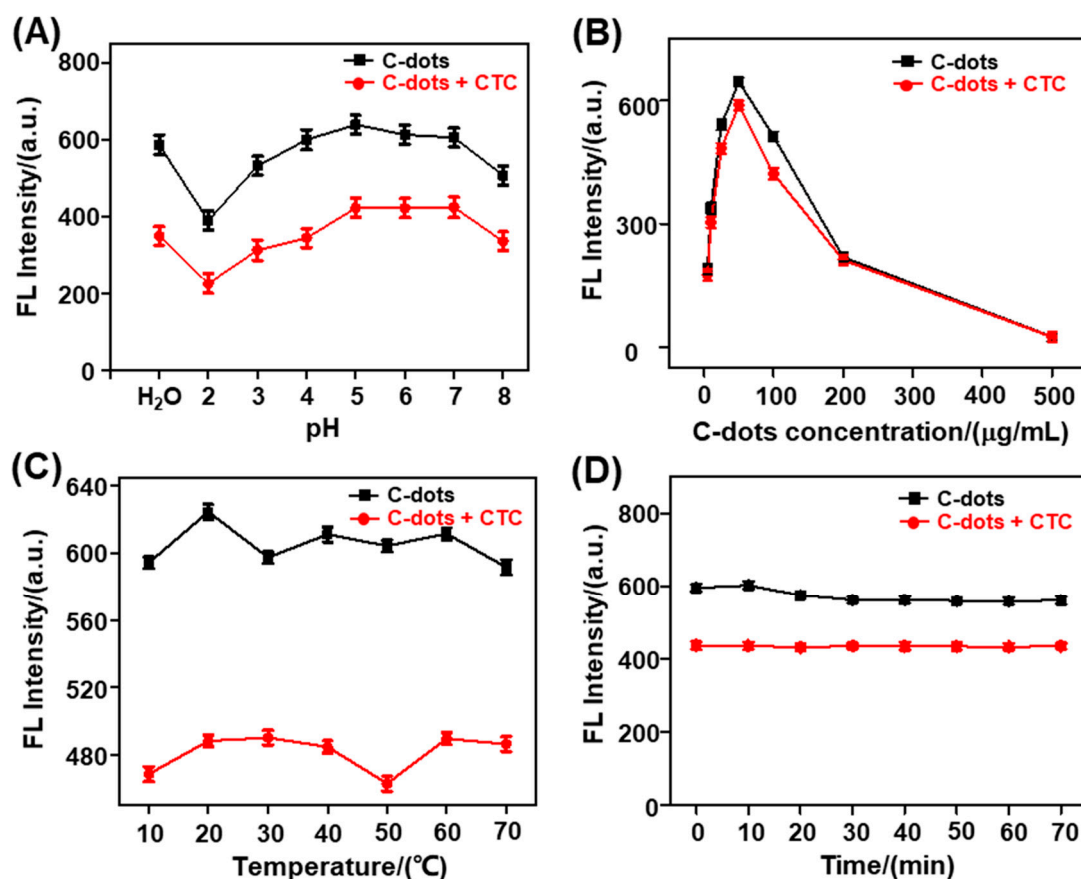 (A)
FL Intensity/(a.u.)
800
600
400
200
0
C-dots
C-dots + CTC
H₂O 2 3 4 5 6 7 8
pH
(B)
FL Intensity/(a.u.)
600
300
0
C-dots
C-dots + CTC
0 100 200 300 400 500
C-dots concentration/(μg/mL)
(C)
FL Intensity/(a.u.)
640
600
560
520
480
C-dots
C-dots + CTC
10 20 30 40 50 60 70
Temperature/(℃)
(D)
FL Intensity/(a.u.)
800
600
400
200
0
C-dots
C-dots + CTC
0 10 20 30 40 50 60 70
Time/(min)